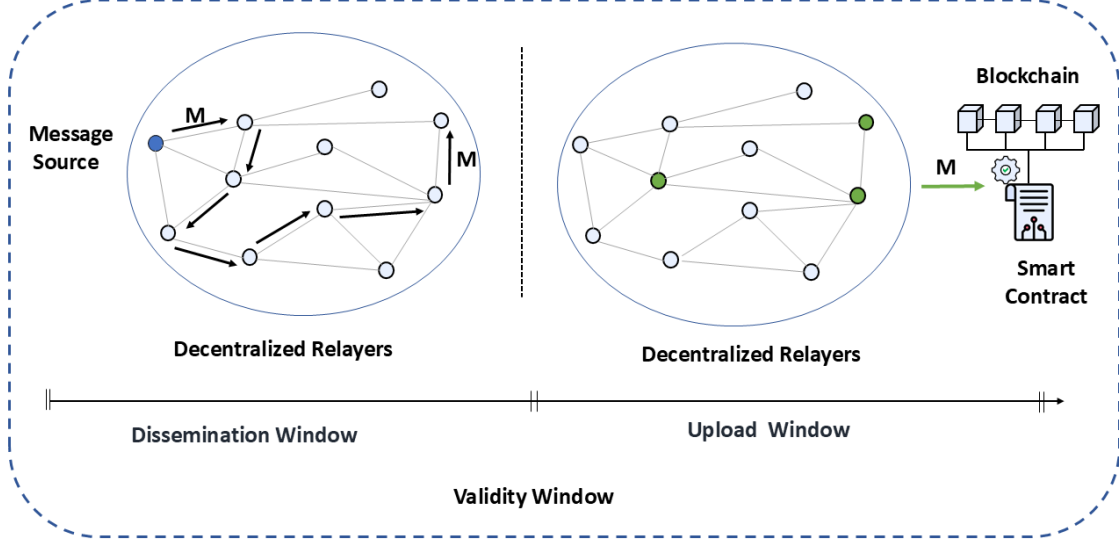 Message
Source
M
M
Decentralized Relayers
Dissemination Window
Decentralized Relayers
M
Blockchain
Smart
Contract
Upload Window
Validity Window